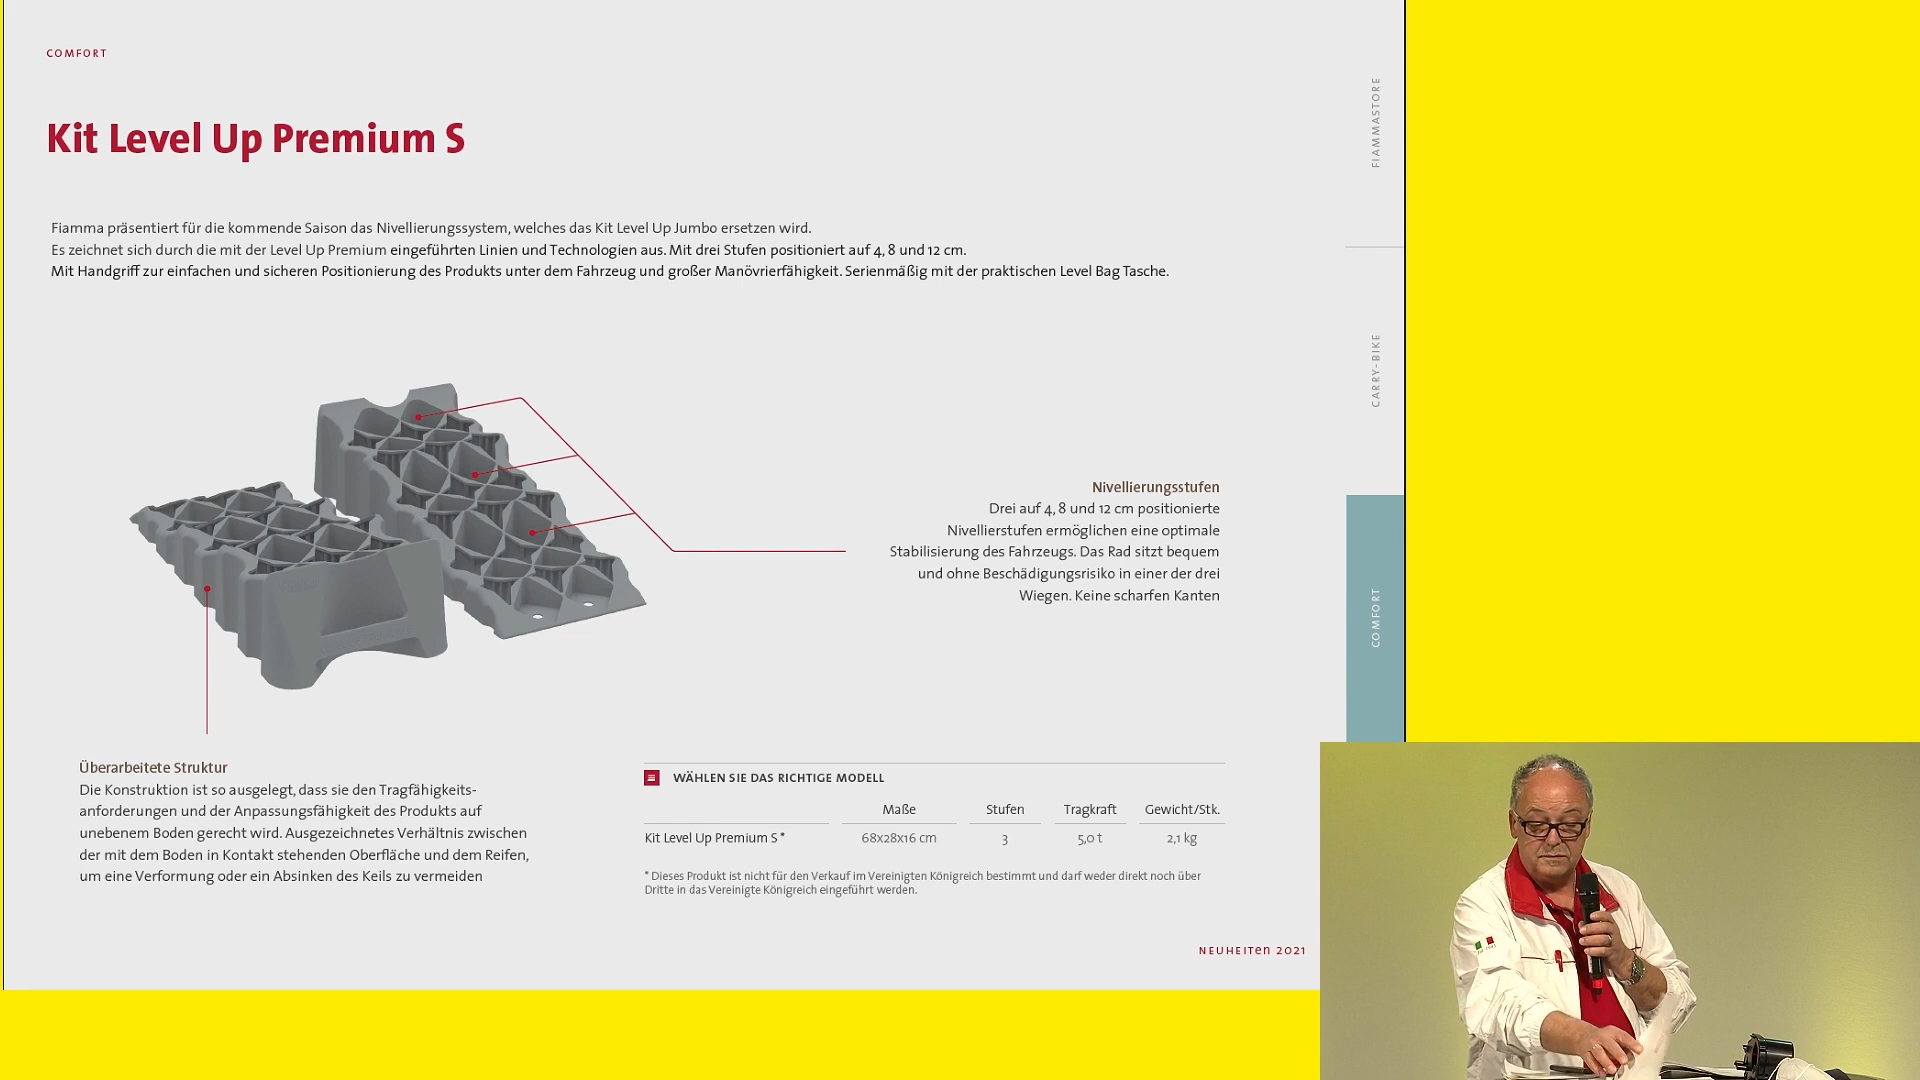 COMFORT
Kit Level Up Premium S
Fiamma präsentiert für die kommende Saison das Nivellierungssystem, welches das Kit Level Up Jumbo ersetzen wird.
Es zeichnet sich durch die mit der Level Up Premium eingeführten Linien und Technologien aus. Mit drei Stufen positioniert auf 4, 8 und 12 cm.
Mit Handgriff zur einfachen und sicheren Positionierung des Produkts unter dem Fahrzeug und großer Manövrierfähigkeit. Serienmäßig mit der praktischen Level Bag Tasche.
Nivellierungsstufen
Drei auf 4, 8 und 12 cm positionierte
Nivellierstufen ermöglichen eine optimale
Stabilisierung des Fahrzeugs. Das Rad sitzt bequem
und ohne Beschädigungsrisiko in einer der drei
Wiegen. Keine scharfen Kanten
Überarbeitete Struktur
Die Konstruktion ist so ausgelegt, dass sie den Tragfähigkeits-
anforderungen und der Anpassungsfähigkeit des Produkts auf
unebenem Boden gerecht wird. Ausgezeichnetes Verhältnis zwischen
der mit dem Boden in Kontakt stehenden Oberfläche und dem Reifen,
um eine Verformung oder ein Absinken des Keils zu vermeiden
WÄHLEN SIE DAS RICHTIGE MODELL
Maße Stufen Tragkraft Gewicht/Stk.
Kit Level Up Premium S * 68x28x16 cm 3 5,0 t 2,1 kg
* Dieses Produkt ist nicht für den Verkauf im Vereinigten Königreich bestimmt und darf weder direkt noch über
Dritte in das Vereinigte Königreich eingeführt werden.
NEUHEITEN 2021
FIAMMASTORE
CARRY-BIKE
COMFORT